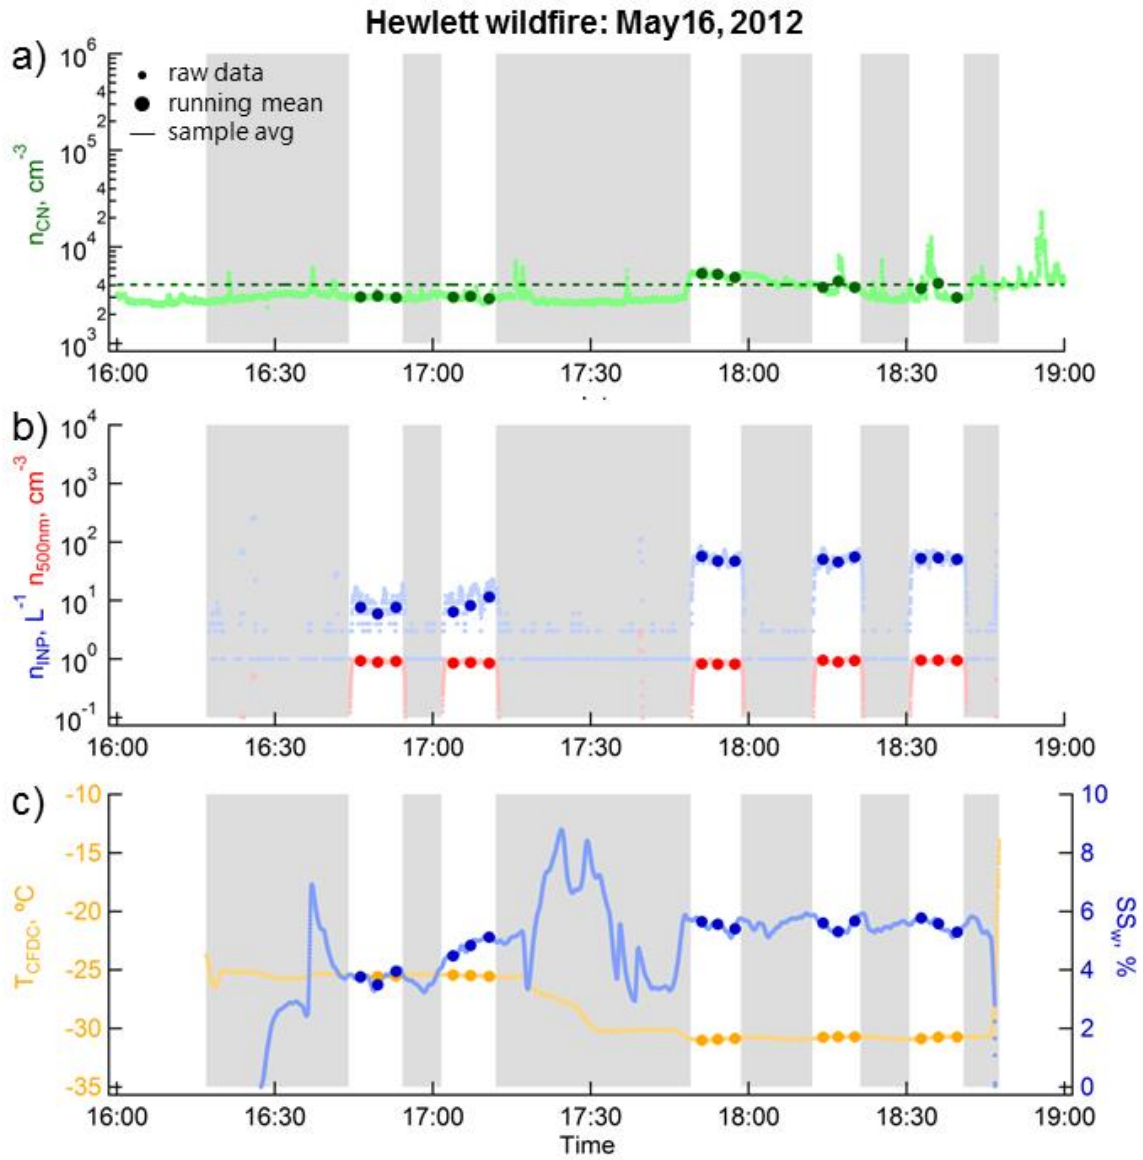 Hewlett wildfire: May16, 2012
a)
raw data
running mean
sample avg
n_CN, cm^-3
10^6
4
2
10^5
4
2
10^4
4
2
10^3
16:00 16:30 17:00 17:30 18:00 18:30 19:00
b)
n_INP, L^-1 n_500nm, cm^-3
10^4
10^3
10^2
10^1
10^0
10^-1
16:00 16:30 17:00 17:30 18:00 18:30 19:00
c)
T_CFDC, ºC
-10
-15
-20
-25
-30
-35
10
8
6
4
2
0
SS_w, %
16:00 16:30 17:00 17:30 18:00 18:30 19:00
Time